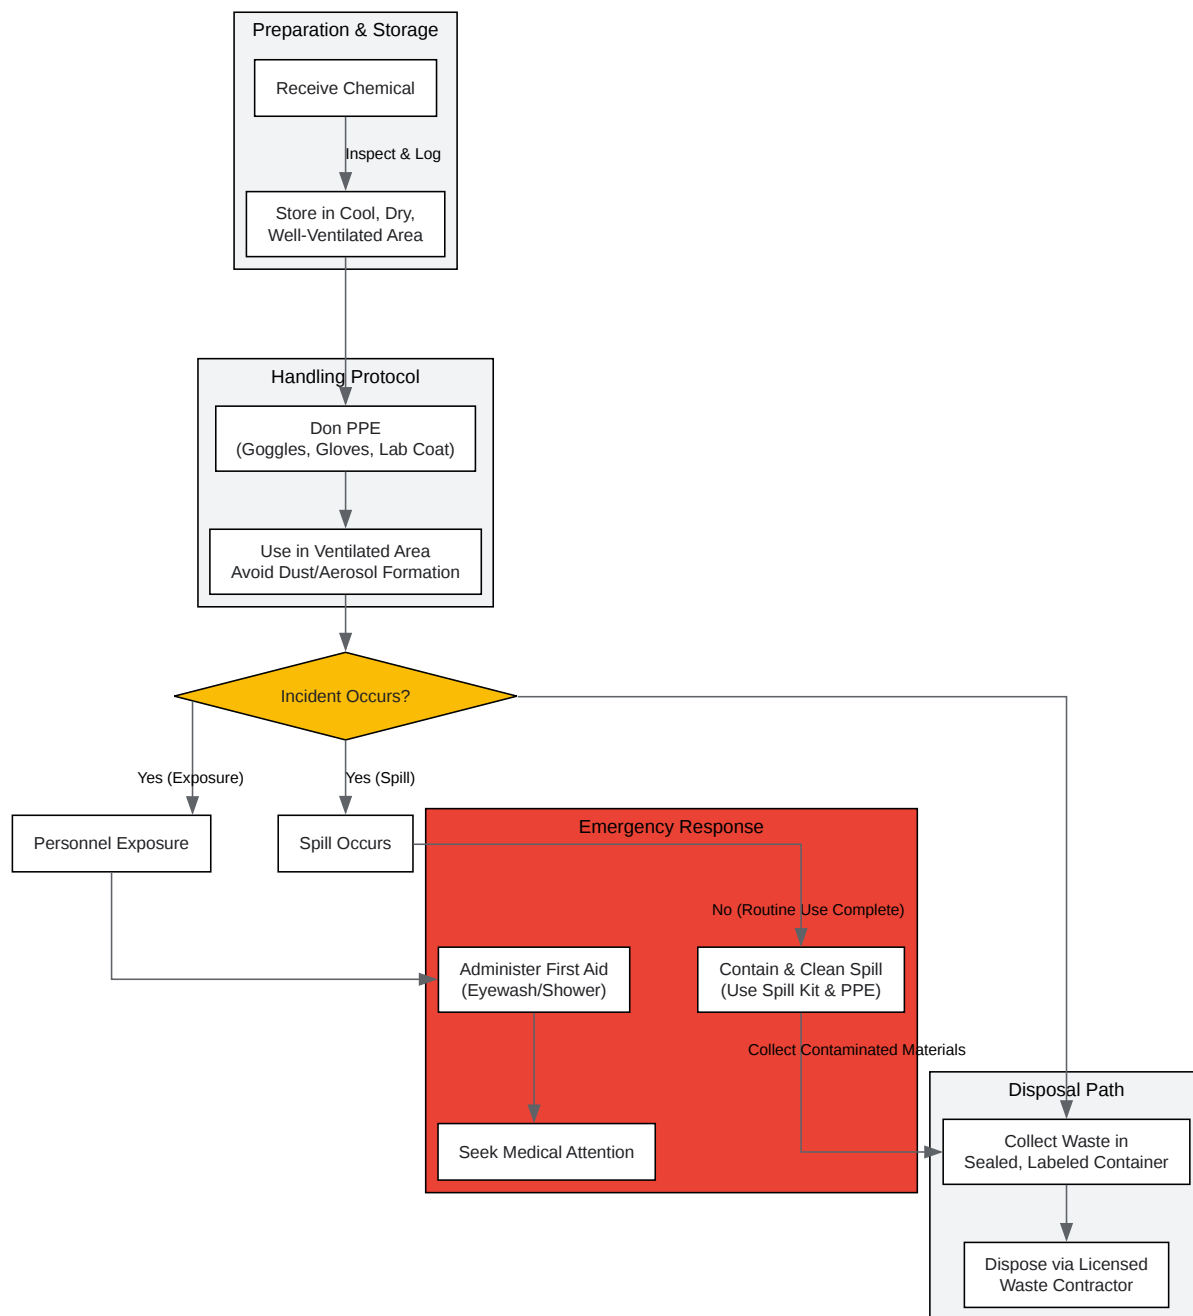 Preparation & Storage
Receive Chemical
Inspect & Log
Store in Cool, Dry,
Well-Ventilated Area
Handling Protocol
Don PPE
(Goggles, Gloves, Lab Coat)
Use in Ventilated Area
Avoid Dust/Aerosol Formation
Incident Occurs?
Yes (Exposure)
Yes (Spill)
Personnel Exposure
Spill Occurs
Emergency Response
No (Routine Use Complete)
Administer First Aid
(Eyewash/Shower)
Contain & Clean Spill
(Use Spill Kit & PPE)
Collect Contaminated Materials
Seek Medical Attention
Disposal Path
Collect Waste in
Sealed, Labeled Container
Dispose via Licensed
Waste Contractor